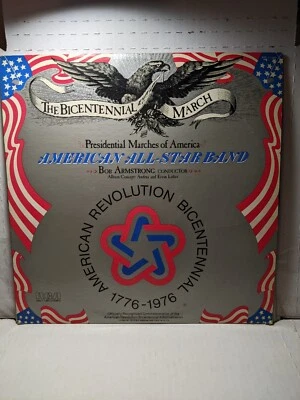 THE BICENTENNIAL MARCH
Presidential Marches of America
AMERICAN ALL-STAR BAND
BOB ARMSTRONG CONDUCTOR
AMERICAN REVOLUTION BICENTENNIAL
1776-1976